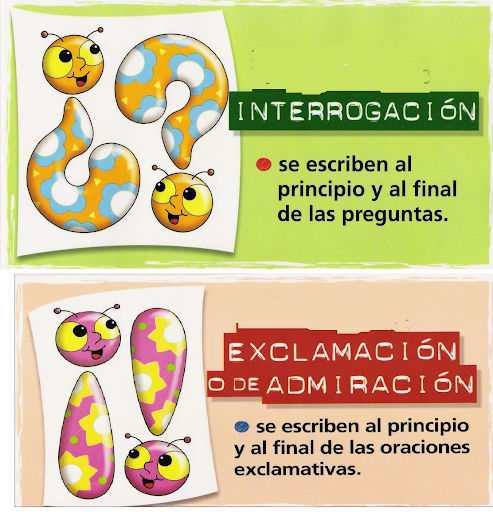 INTERROGACIÓN
se escriben al
principio y al final
de las preguntas.
EXCLAMACIÓN
O DE ADMIRACIÓN
se escriben al principio
y al final de las oraciones
exclamativas.